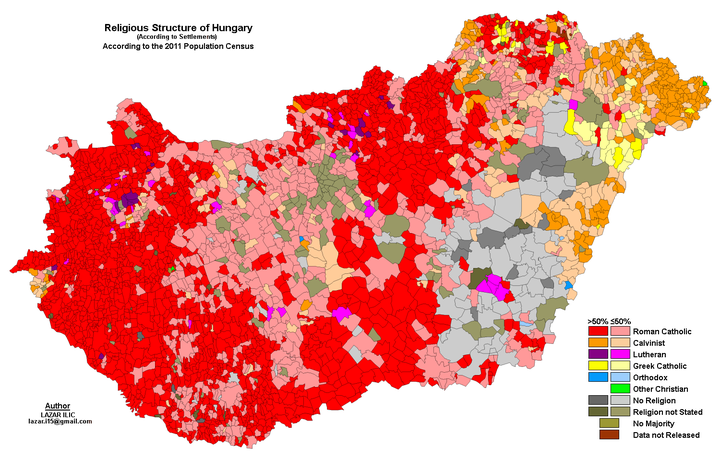 Religious Structure of Hungary
(According to Settlements)
According to the 2011 Population Census
>50% ≤50%
Roman Catholic
Calvinist
Lutheran
Greek Catholic
Orthodox
Other Christian
No Religion
Religion not Stated
No Majority
Data not Released
Author
LAZAR ILIC
lazar.i15@gmail.com